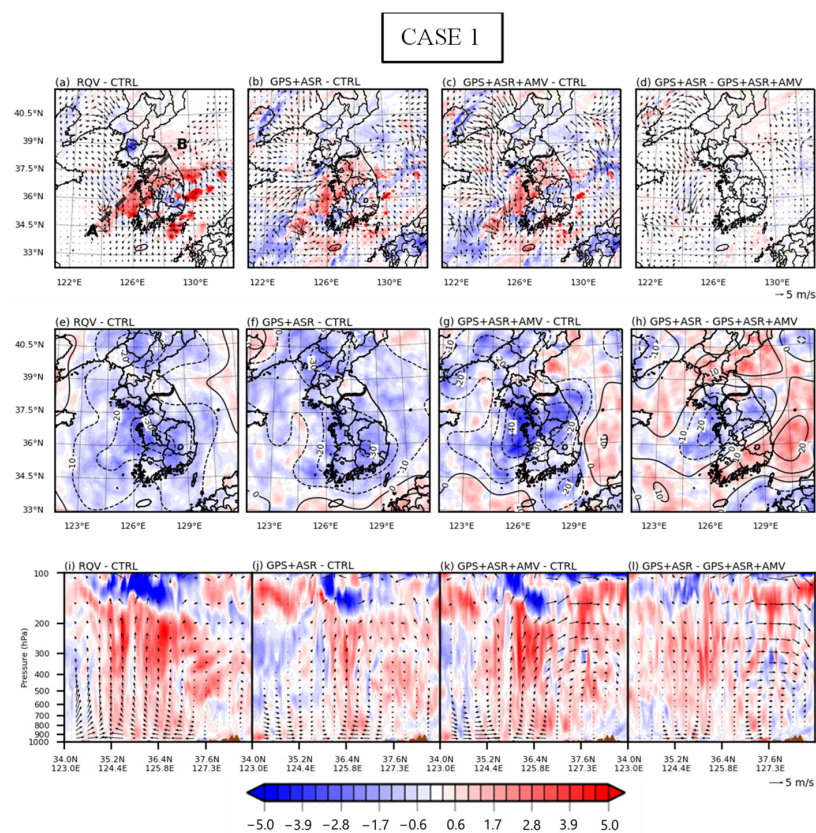 CASE 1
(a) RQV - CTRL
(b) GPS+ASR - CTRL
(c) GPS+ASR+AMV - CTRL
(d) GPS+ASR - GPS+ASR+AMV
40.5°N
39°N
37.5°N
36°N
34.5°N
33°N
A
B
122°E 126°E 130°E 122°E 126°E 130°E 122°E 126°E 130°E 122°E 126°E 130°E
5 m/s
(e) RQV - CTRL
(f) GPS+ASR - CTRL
(g) GPS+ASR+AMV - CTRL
(h) GPS+ASR - GPS+ASR+AMV
40.5°N
39°N
37.5°N
36°N
34.5°N
33°N
123°E 126°E 129°E 123°E 126°E 129°E 123°E 126°E 129°E 123°E 126°E 129°E
(i) RQV - CTRL
(j) GPS+ASR - CTRL
(k) GPS+ASR+AMV - CTRL
(l) GPS+ASR - GPS+ASR+AMV
Pressure (hPa)
100
200
300
400
500
600
700
800
900
1000
34.0N 35.2N 36.4N 37.6N 34.0N 35.2N 36.4N 37.6N 34.0N 35.2N 36.4N 37.6N 34.0N 35.2N 36.4N 37.6N
123.0E 124.4E 125.8E 127.3E 123.0E 124.4E 125.8E 127.3E 123.0E 124.4E 125.8E 127.3E 123.0E 124.4E 125.8E 127.3E
5 m/s
−5.0 −3.9 −2.8 −1.7 −0.6 0.6 1.7 2.8 3.9 5.0